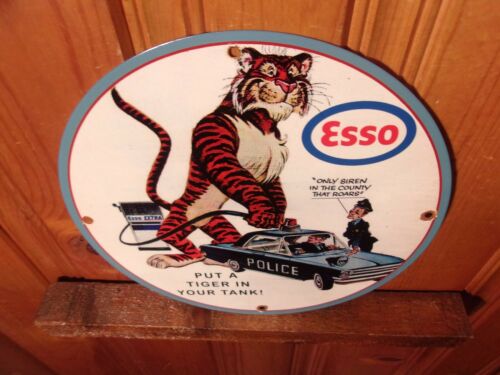 Esso
"ONLY SIREN
IN THE COUNTY
THAT ROARS"
Esso EXTRA
POLICE
PUT A
TIGER IN
YOUR TANK!